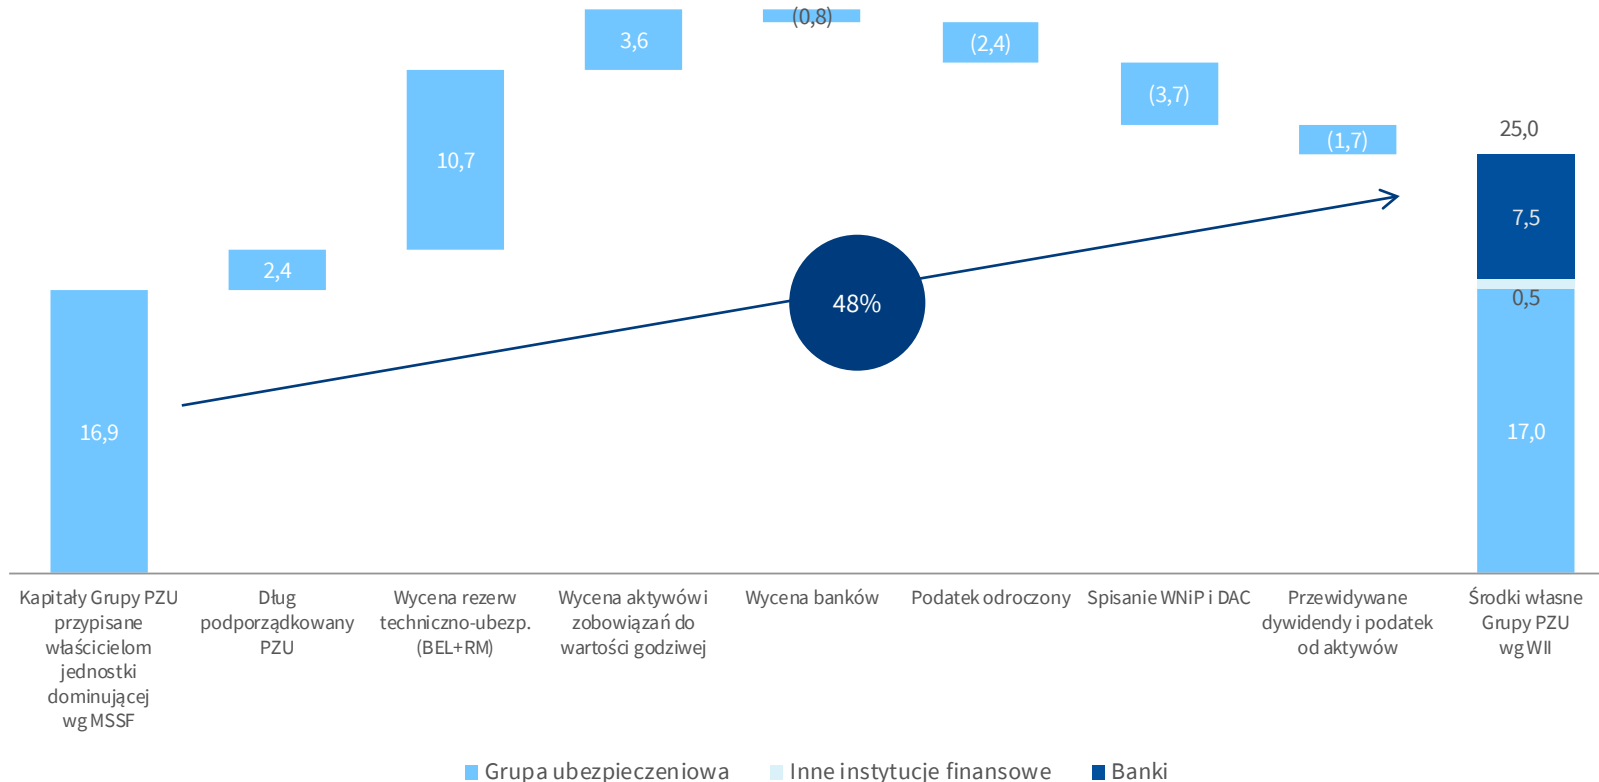 (0,8)
3,6
(2,4)
(3,7)
10,7
(1,7)
25,0
7,5
2,4
48%
0,5
16,9
17,0
Kapitały Grupy PZU
przypisane
właścicielom
jednostki
dominującej
wg MSSF
Dług
podporządkowany
PZU
Wycena rezerw
techniczno-ubezp.
(BEL+RM)
Wycena aktywów i
zobowiązań do
wartości godziwej
Wycena banków
Podatek odroczony
Spisanie WNiP i DAC
Przewidywane
dywidendy i podatek
od aktywów
Środki własne
Grupy PZU
wg WII
Grupa ubezpieczeniowa
Inne instytucje finansowe
Banki